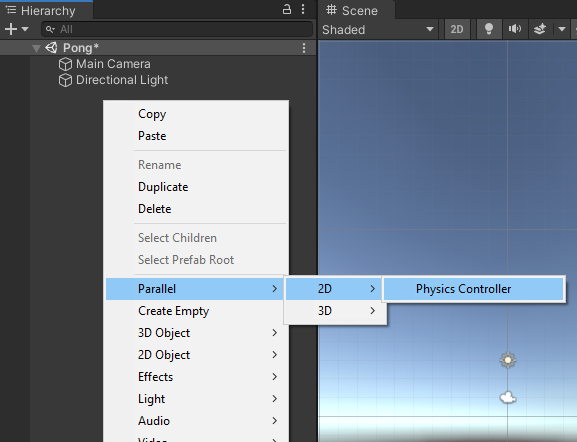 Hierarchy
All
Pong*
Main Camera
Directional Light
Copy
Paste
Rename
Duplicate
Delete
Select Children
Select Prefab Root
Parallel
Create Empty
3D Object
2D Object
Effects
Light
Audio
Video
2D
3D
Physics Controller
Scene
Shaded 2D